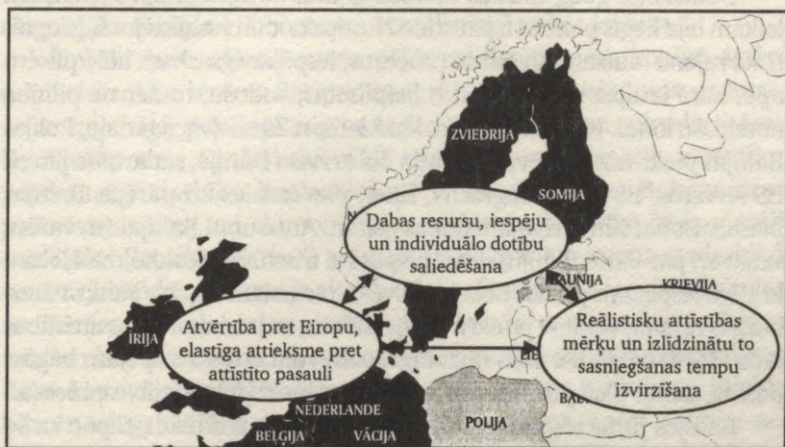 ZVIEDRIJA
SOMIJA
Dabas resursu, iespēju
un individuālo dotību
saliedēšana
KRIEVIJA
ĪRIJA
Atvērtība pret Eiropu,
elastīga attieksme pret
attīstīto pasauli
Reālistisku attīstības
mērķu un izlīdzinātu to
sasniegšanas tempu
izvirzīšana
NEDERLANDE
BEĻĢIJA
VĀCIJA
POLIJA